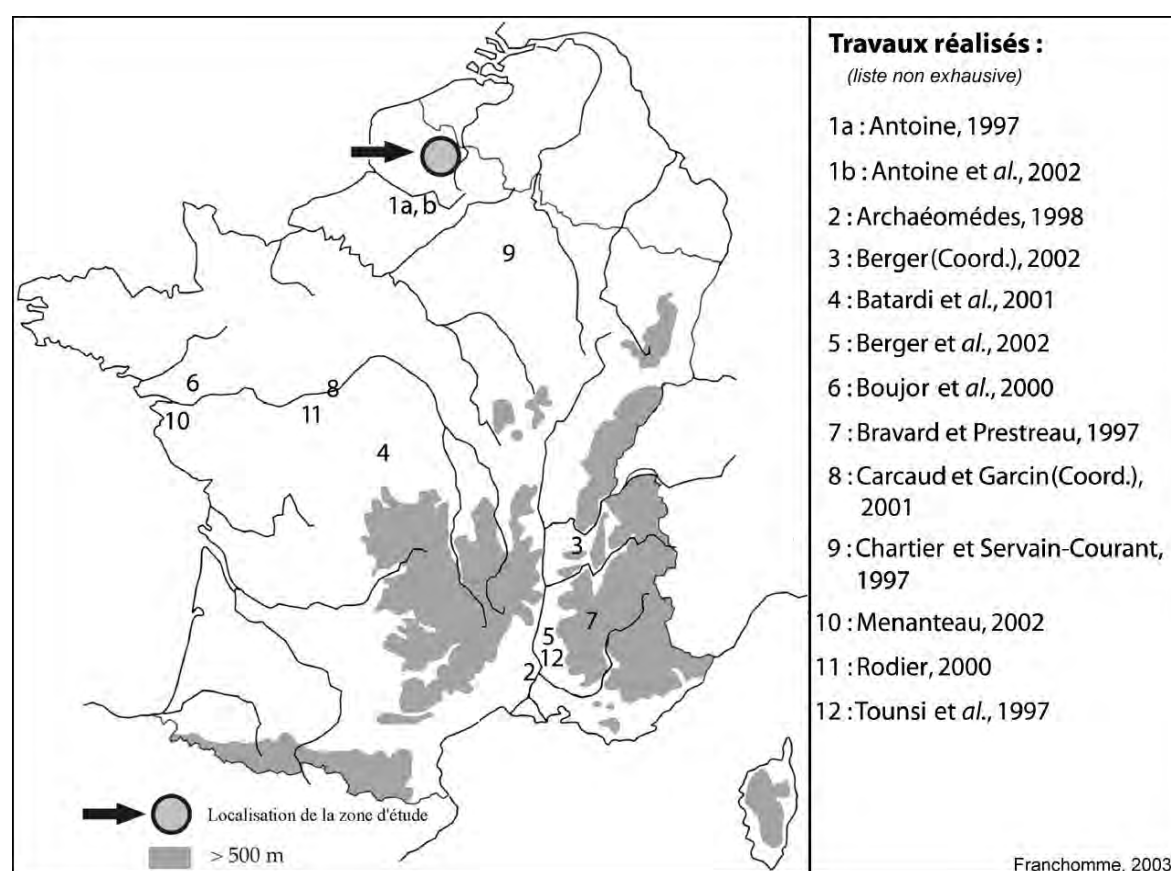 1a, b
9
6
10
8
11
4
3
7
5
12
2
Localisation de la zone d'étude
> 500 m
Travaux réalisés :
(liste non exhausive)
1a : Antoine, 1997
1b : Antoine et al., 2002
2 : Archaéomédes, 1998
3 : Berger (Coord.), 2002
4 : Batardi et al., 2001
5 : Berger et al., 2002
6 : Boujor et al., 2000
7 : Bravard et Prestreau, 1997
8 : Carcaud et Garcin (Coord.),
2001
9 : Chartier et Servain-Courant,
1997
10 : Menanteau, 2002
11 : Rodier, 2000
12 : Tounsi et al., 1997
Franchomme, 2003